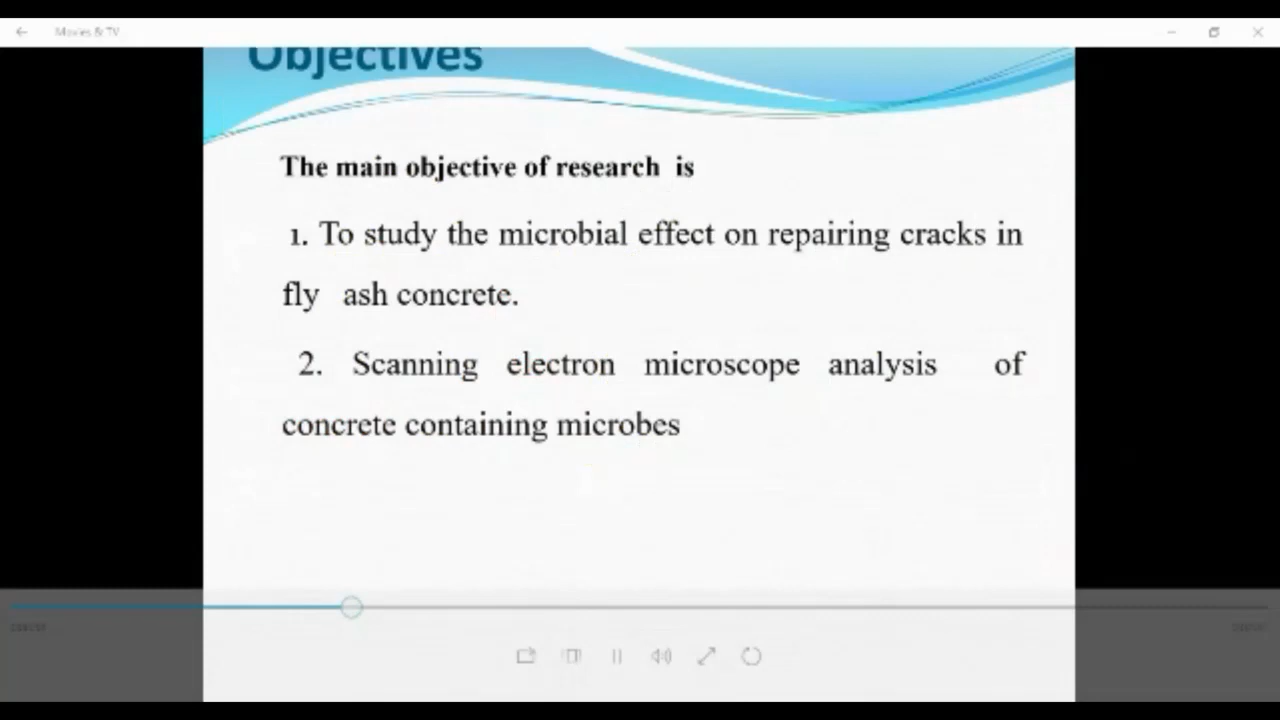 Movies & TV
Objectives
The main objective of research is
1. To study the microbial effect on repairing cracks in
fly ash concrete.
2. Scanning electron microscope analysis of
concrete containing microbes